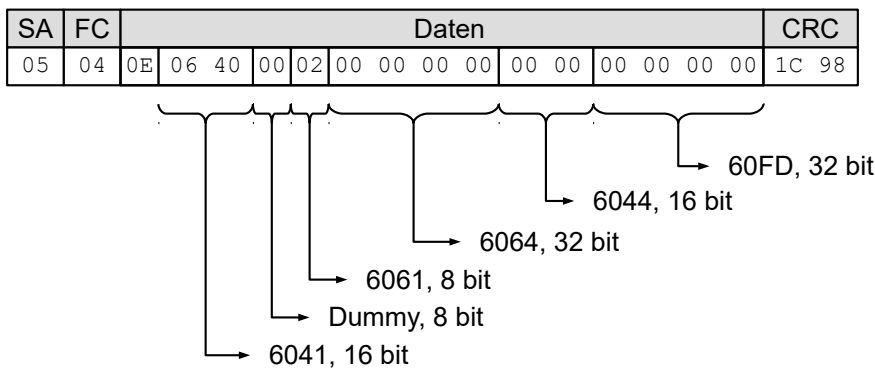 SA FC Daten CRC
05 04 0E 06 40 00 02 00 00 00 00 00 00 00 00 00 00 1C 98
60FD, 32 bit
6044, 16 bit
6064, 32 bit
6061, 8 bit
Dummy, 8 bit
6041, 16 bit